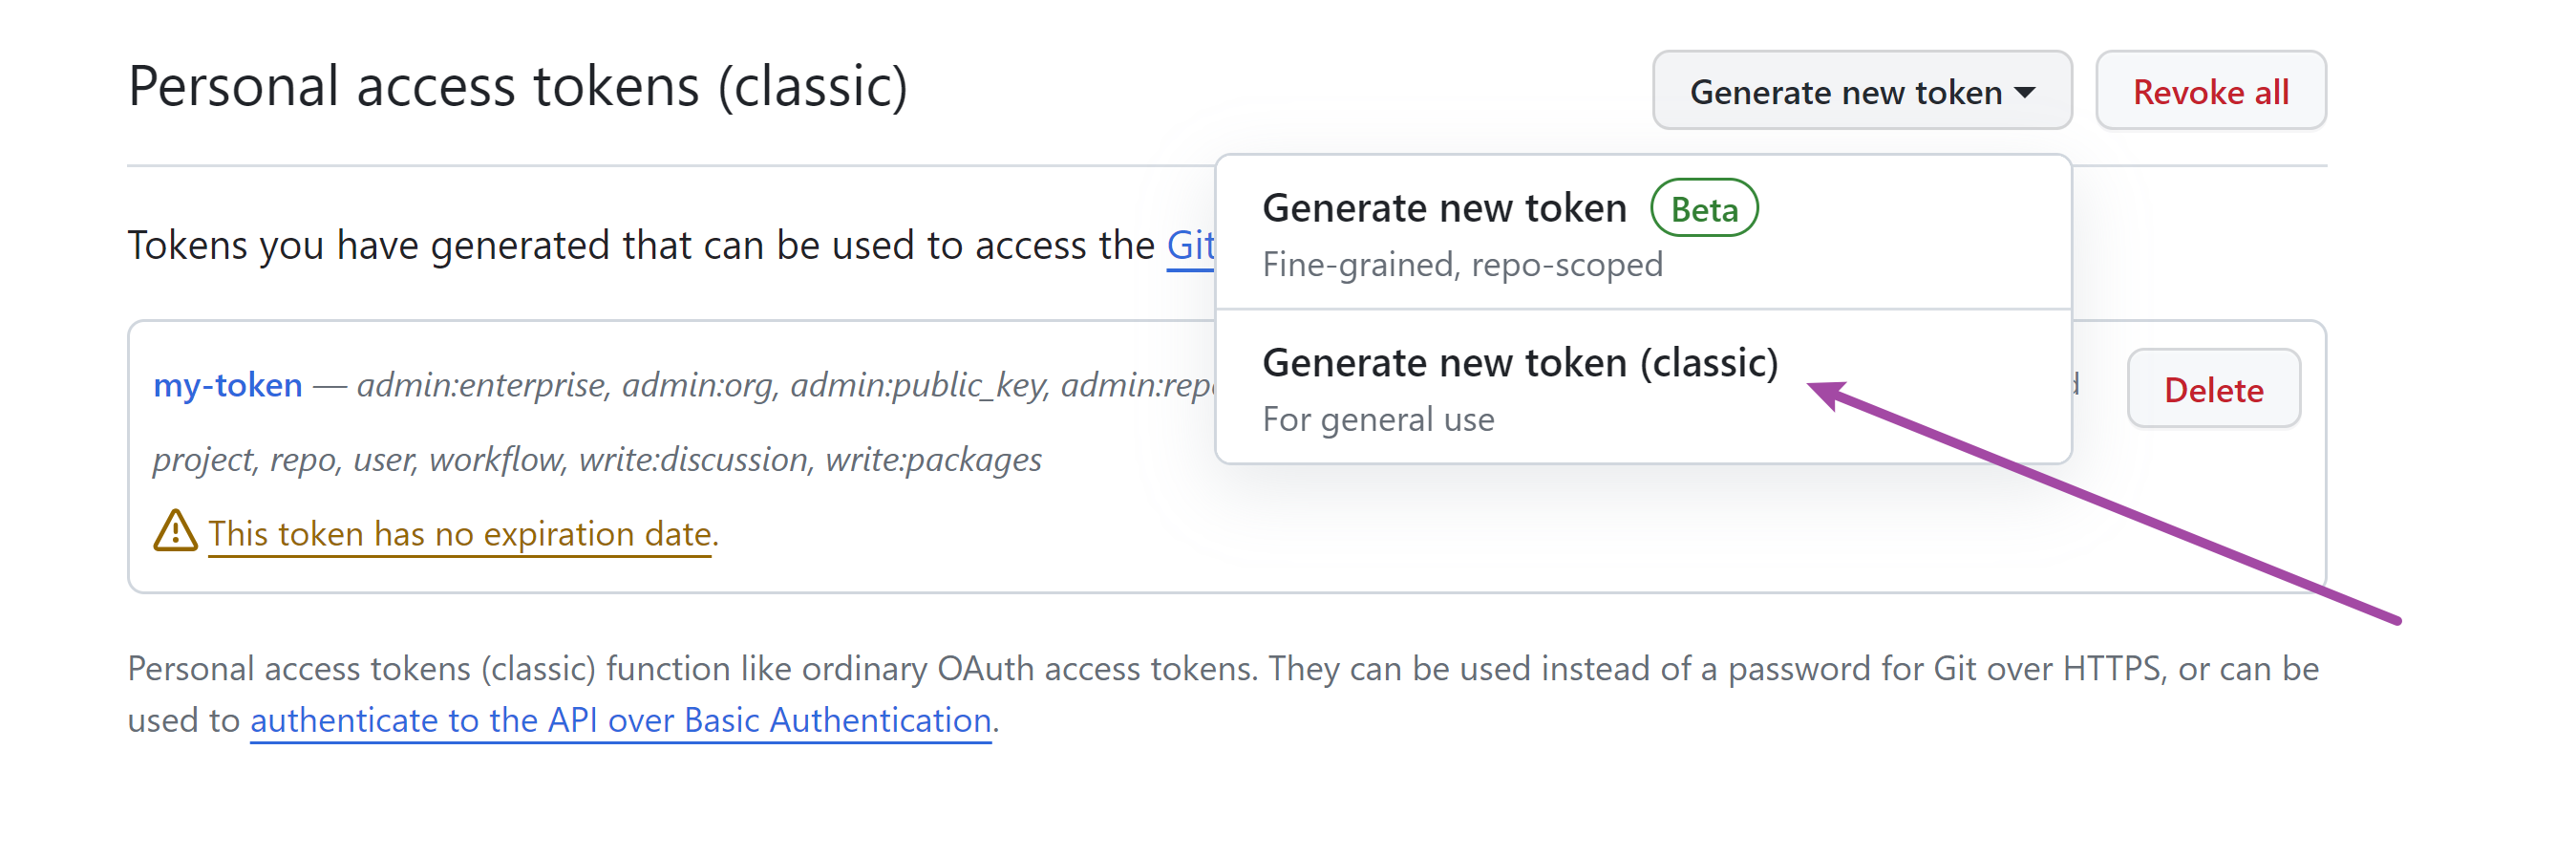 Personal access tokens (classic)
Generate new token
Revoke all
Generate new token Beta
Fine-grained, repo-scoped
Generate new token (classic)
For general use
Tokens you have generated that can be used to access the
my-token — admin:enterprise, admin:org, admin:public_key,
Delete
project, repo, user, workflow, write:discussion, write:packages
This token has no expiration date.
Personal access tokens (classic) function like ordinary OAuth access tokens. They can be used instead of a password for Git over HTTPS, or can be
used to authenticate to the API over Basic Authentication.